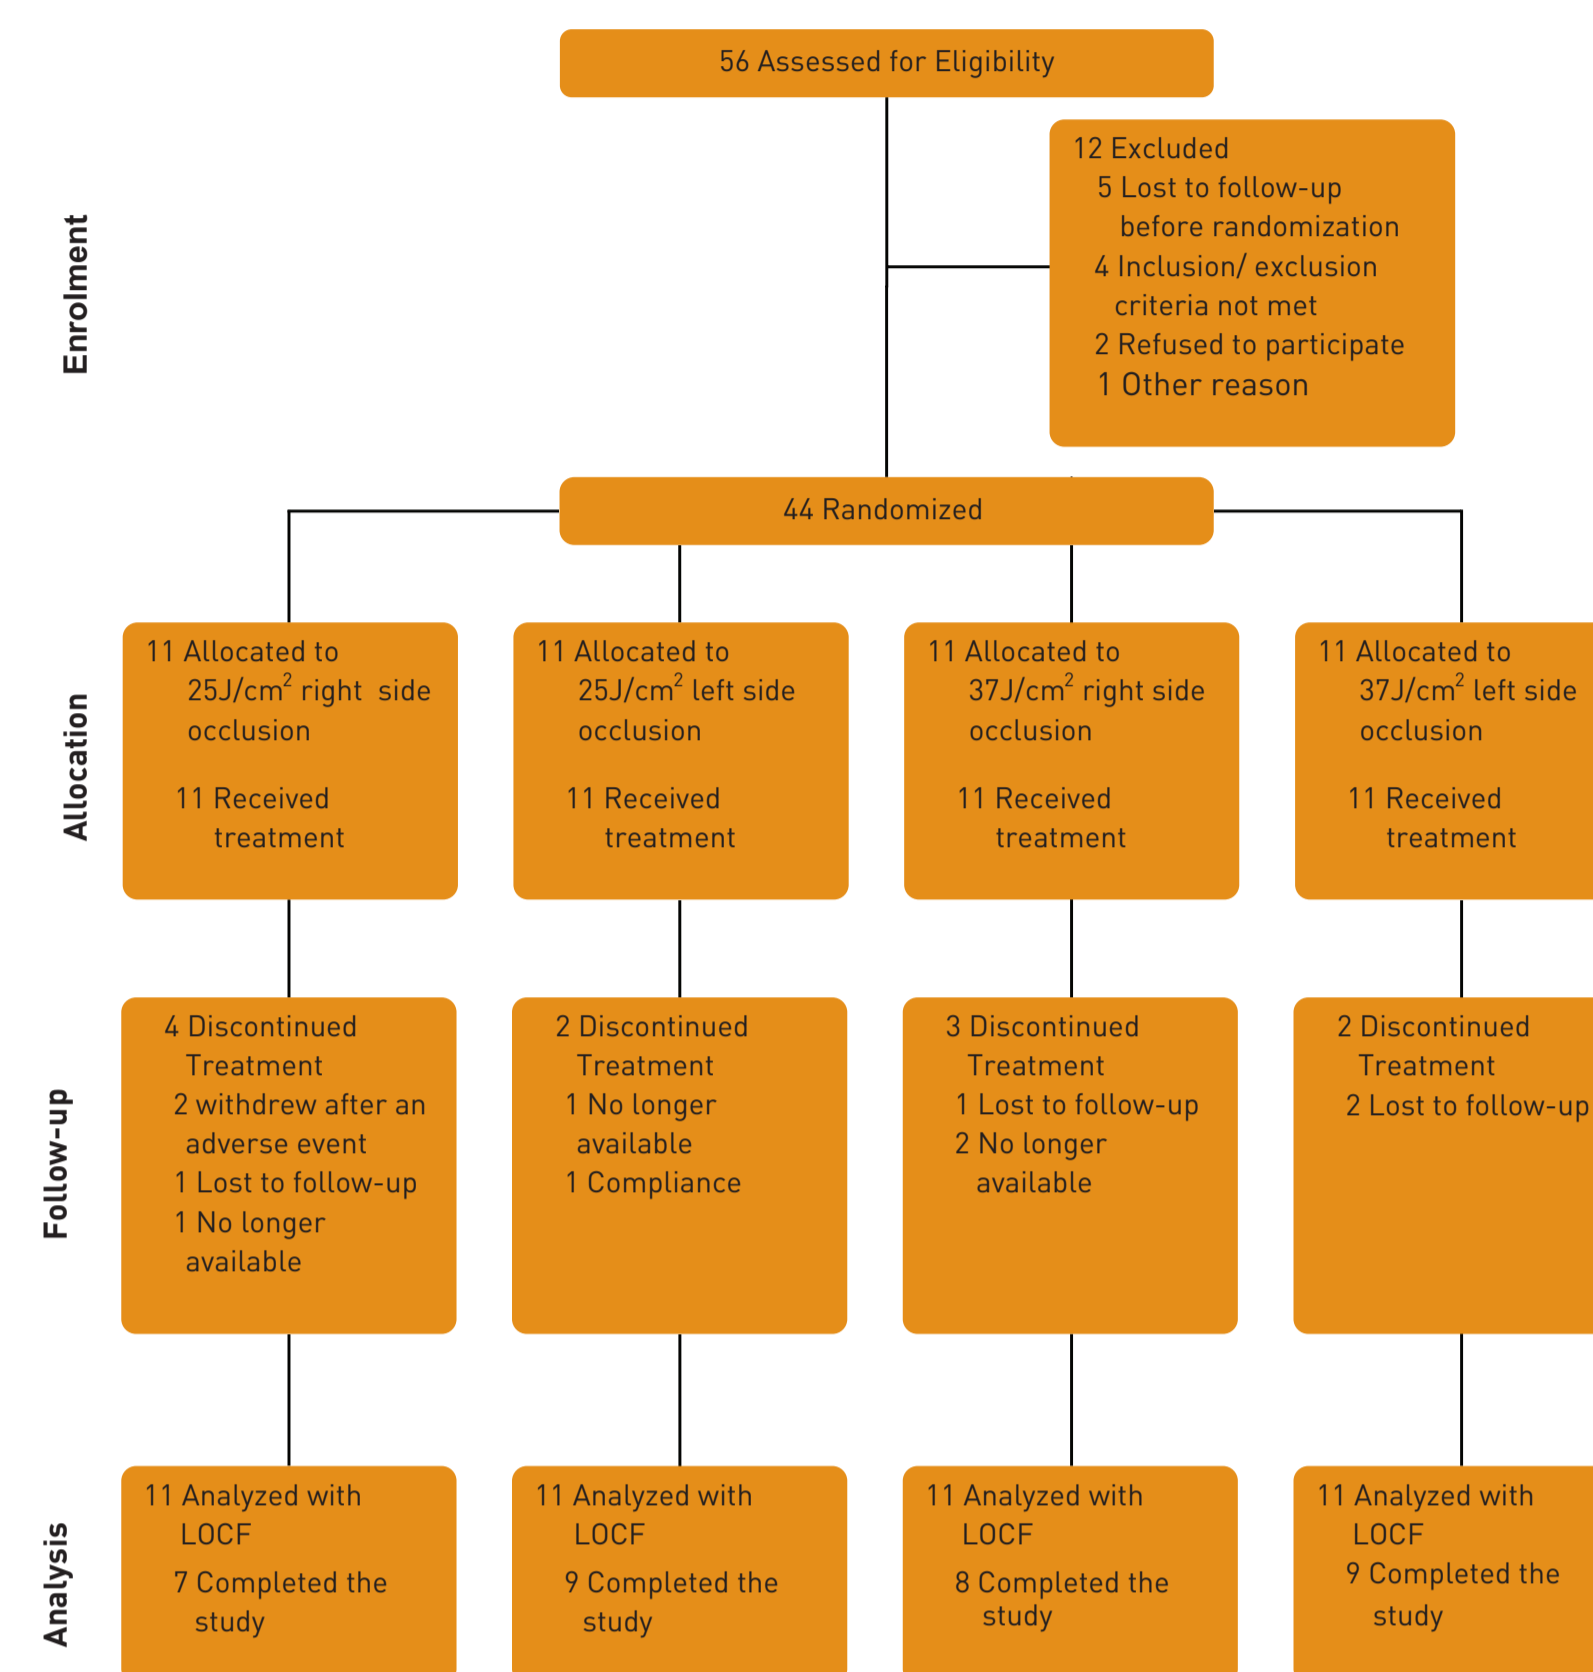 56 Assessed for Eligibility
Enrolment
12 Excluded
5 Lost to follow-up
before randomization
4 Inclusion/ exclusion
criteria not met
2 Refused to participate
1 Other reason
44 Randomized
Allocation
11 Allocated to
25J/cm² right side
occlusion
11 Received
treatment
11 Allocated to
25J/cm² left side
occlusion
11 Received
treatment
11 Allocated to
37J/cm² right side
occlusion
11 Received
treatment
11 Allocated to
37J/cm² left side
occlusion
11 Received
treatment
Follow-up
4 Discontinued
Treatment
2 withdrew after an
adverse event
1 Lost to follow-up
1 No longer
available
2 Discontinued
Treatment
1 No longer
available
1 Compliance
3 Discontinued
Treatment
1 Lost to follow-up
2 No longer
available
2 Discontinued
Treatment
2 Lost to follow-up
Analysis
11 Analyzed with
LOCF
7 Completed the
study
11 Analyzed with
LOCF
9 Completed the
study
11 Analyzed with
LOCF
8 Completed the
study
11 Analyzed with
LOCF
9 Completed the
study